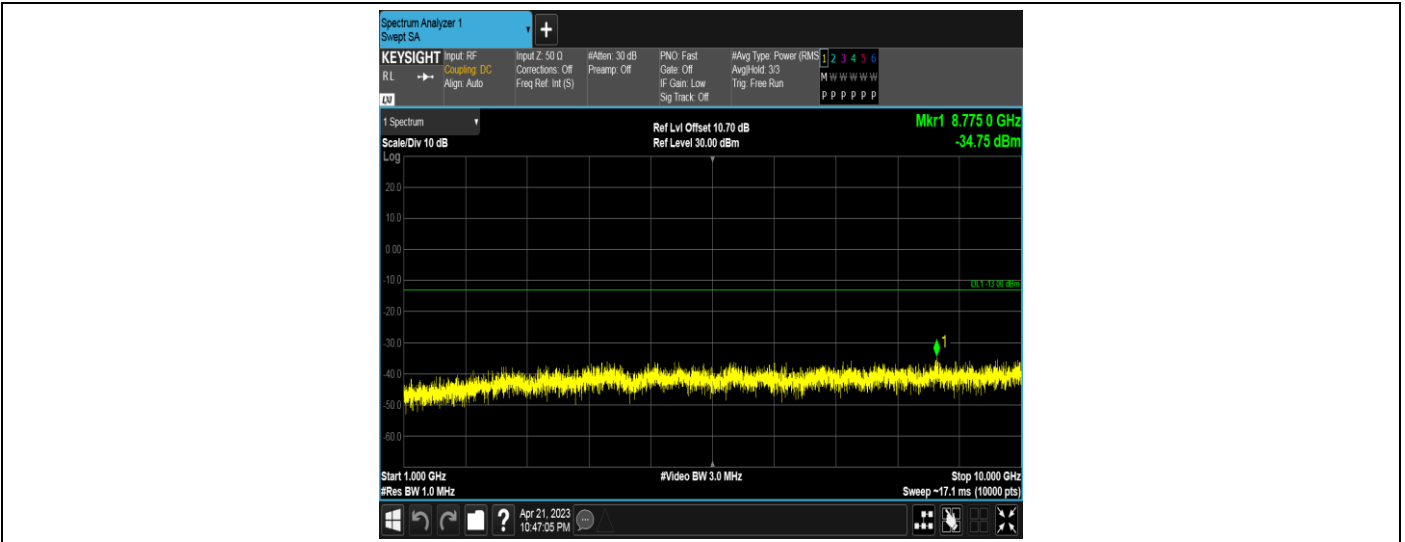 Spectrum Analyzer 1
Swept SA
+
KEYSIGHT
RL
Input: RF
Coupling: DC
Align: Auto
Input Z: 50 Ω
Corrections: Off
Freq Ref: Int (S)
#Atten: 30 dB
Preamp: Off
PNO: Fast
Gate: Off
IF Gain: Low
Sig Track: Off
#Avg Type: Power (RMS
Avg|Hold: 3/3
Trig: Free Run
1 2 3 4 5 6
M W W W W W
P P P P P P
1 Spectrum
Scale/Div 10 dB
Ref Lvl Offset 10.70 dB
Ref Level 30.00 dBm
Mkr1 8.775 0 GHz
-34.75 dBm
Log
20.0
10.0
0.00
-10.0
DL1 -13.00 dBm
-20.0
-30.0
1
-40.0
-50.0
-60.0
Start 1.000 GHz
#Video BW 3.0 MHz
Stop 10.000 GHz
#Res BW 1.0 MHz
Sweep ~17.1 ms (10000 pts)
?
Apr 21, 2023
10:47:05 PM